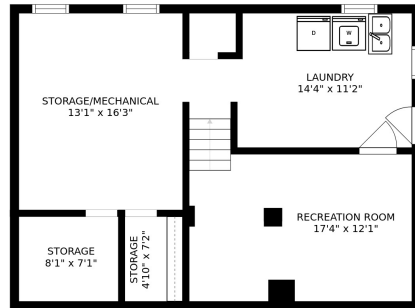 D
W
LAUNDRY
14'4" x 11'2"
STORAGE/MECHANICAL
13'1" x 16'3"
RECREATION ROOM
17'4" x 12'1"
STORAGE
8'1" x 7'1"
STORAGE
4'10" x 7'2"